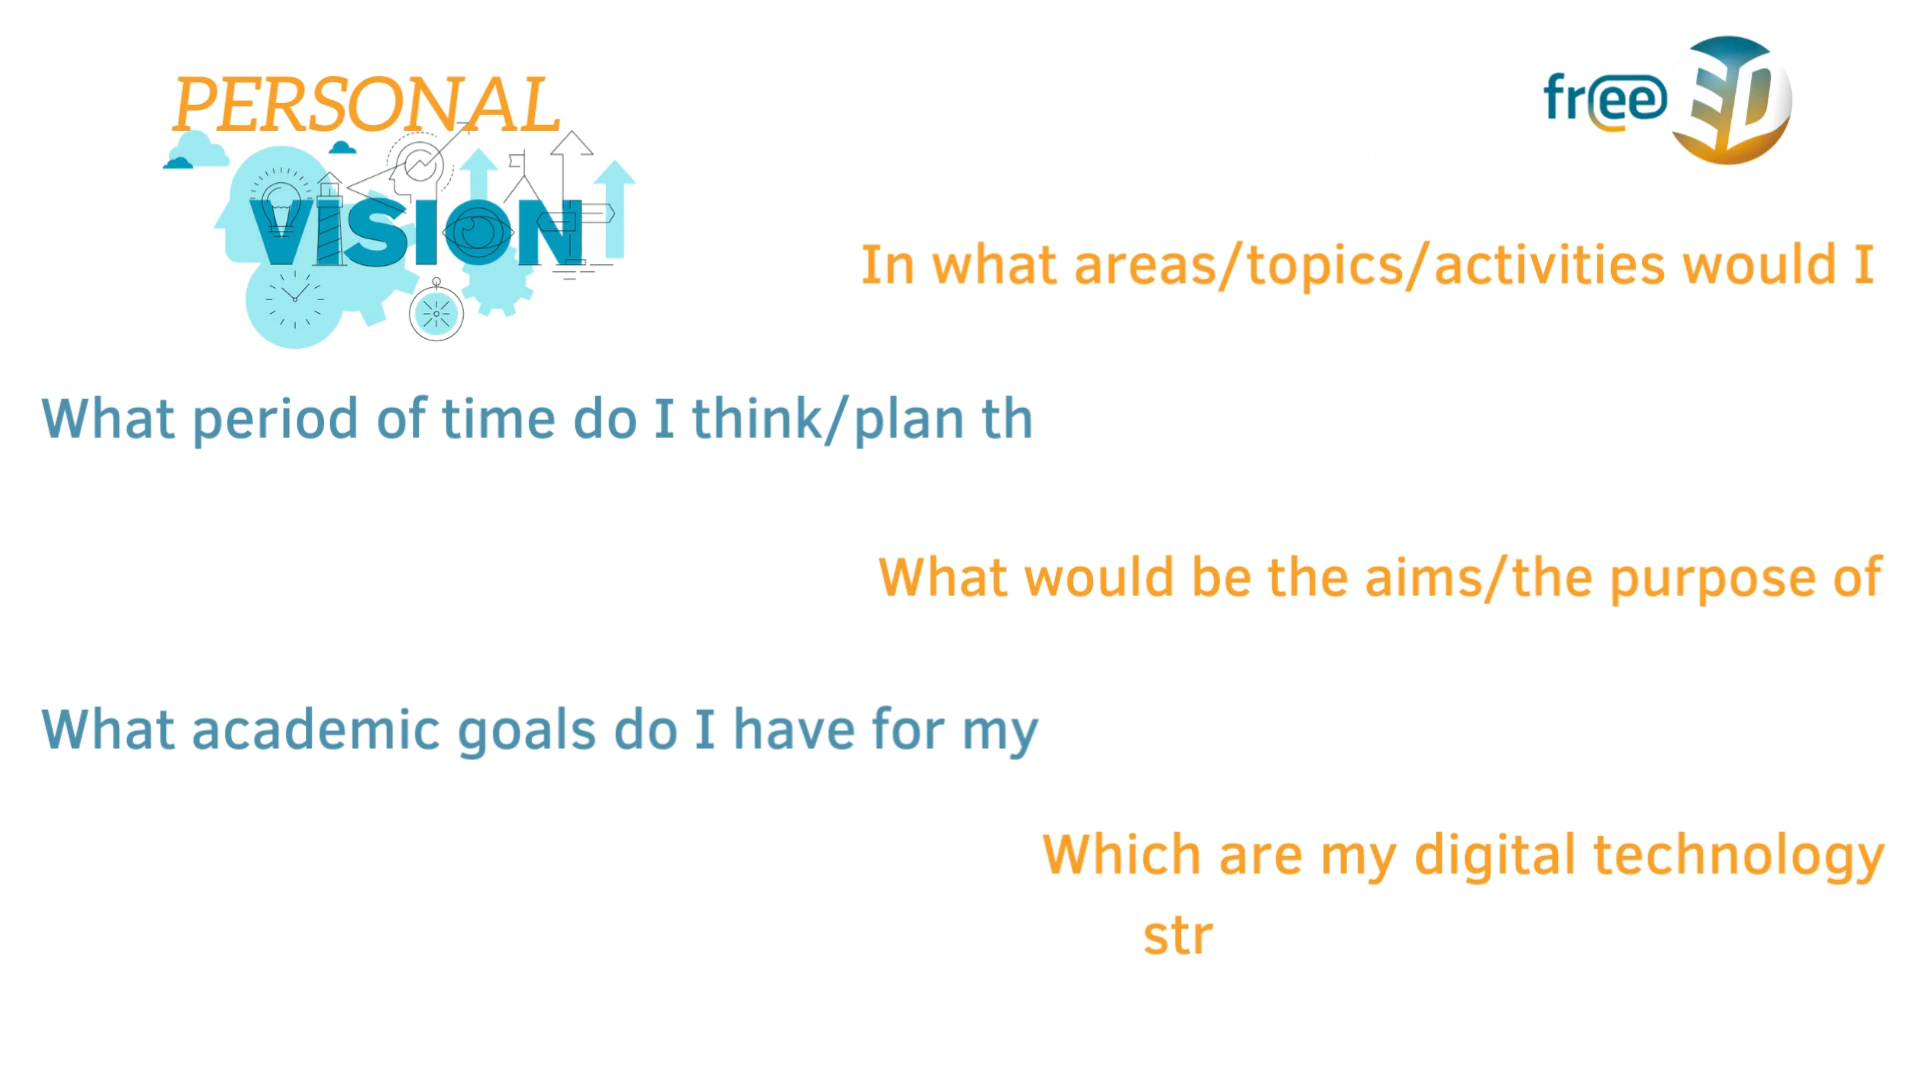 PERSONAL
VISION
free 3D
In what areas/topics/activities would I
What period of time do I think/plan th
What would be the aims/the purpose of
What academic goals do I have for my
Which are my digital technology
str